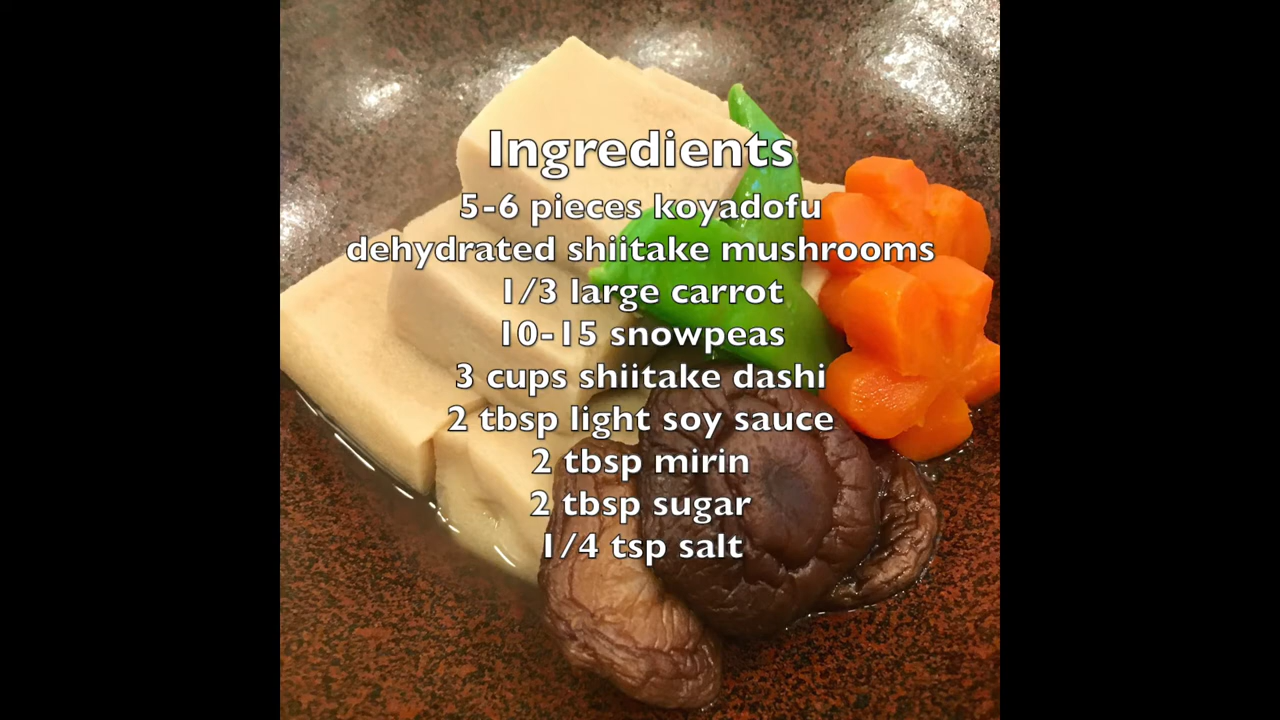 Ingredients
5-6 pieces koyadofu
dehydrated shiitake mushrooms
1/3 large carrot
10-15 snowpeas
3 cups shiitake dashi
2 tbsp light soy sauce
2 tbsp mirin
2 tbsp sugar
1/4 tsp salt